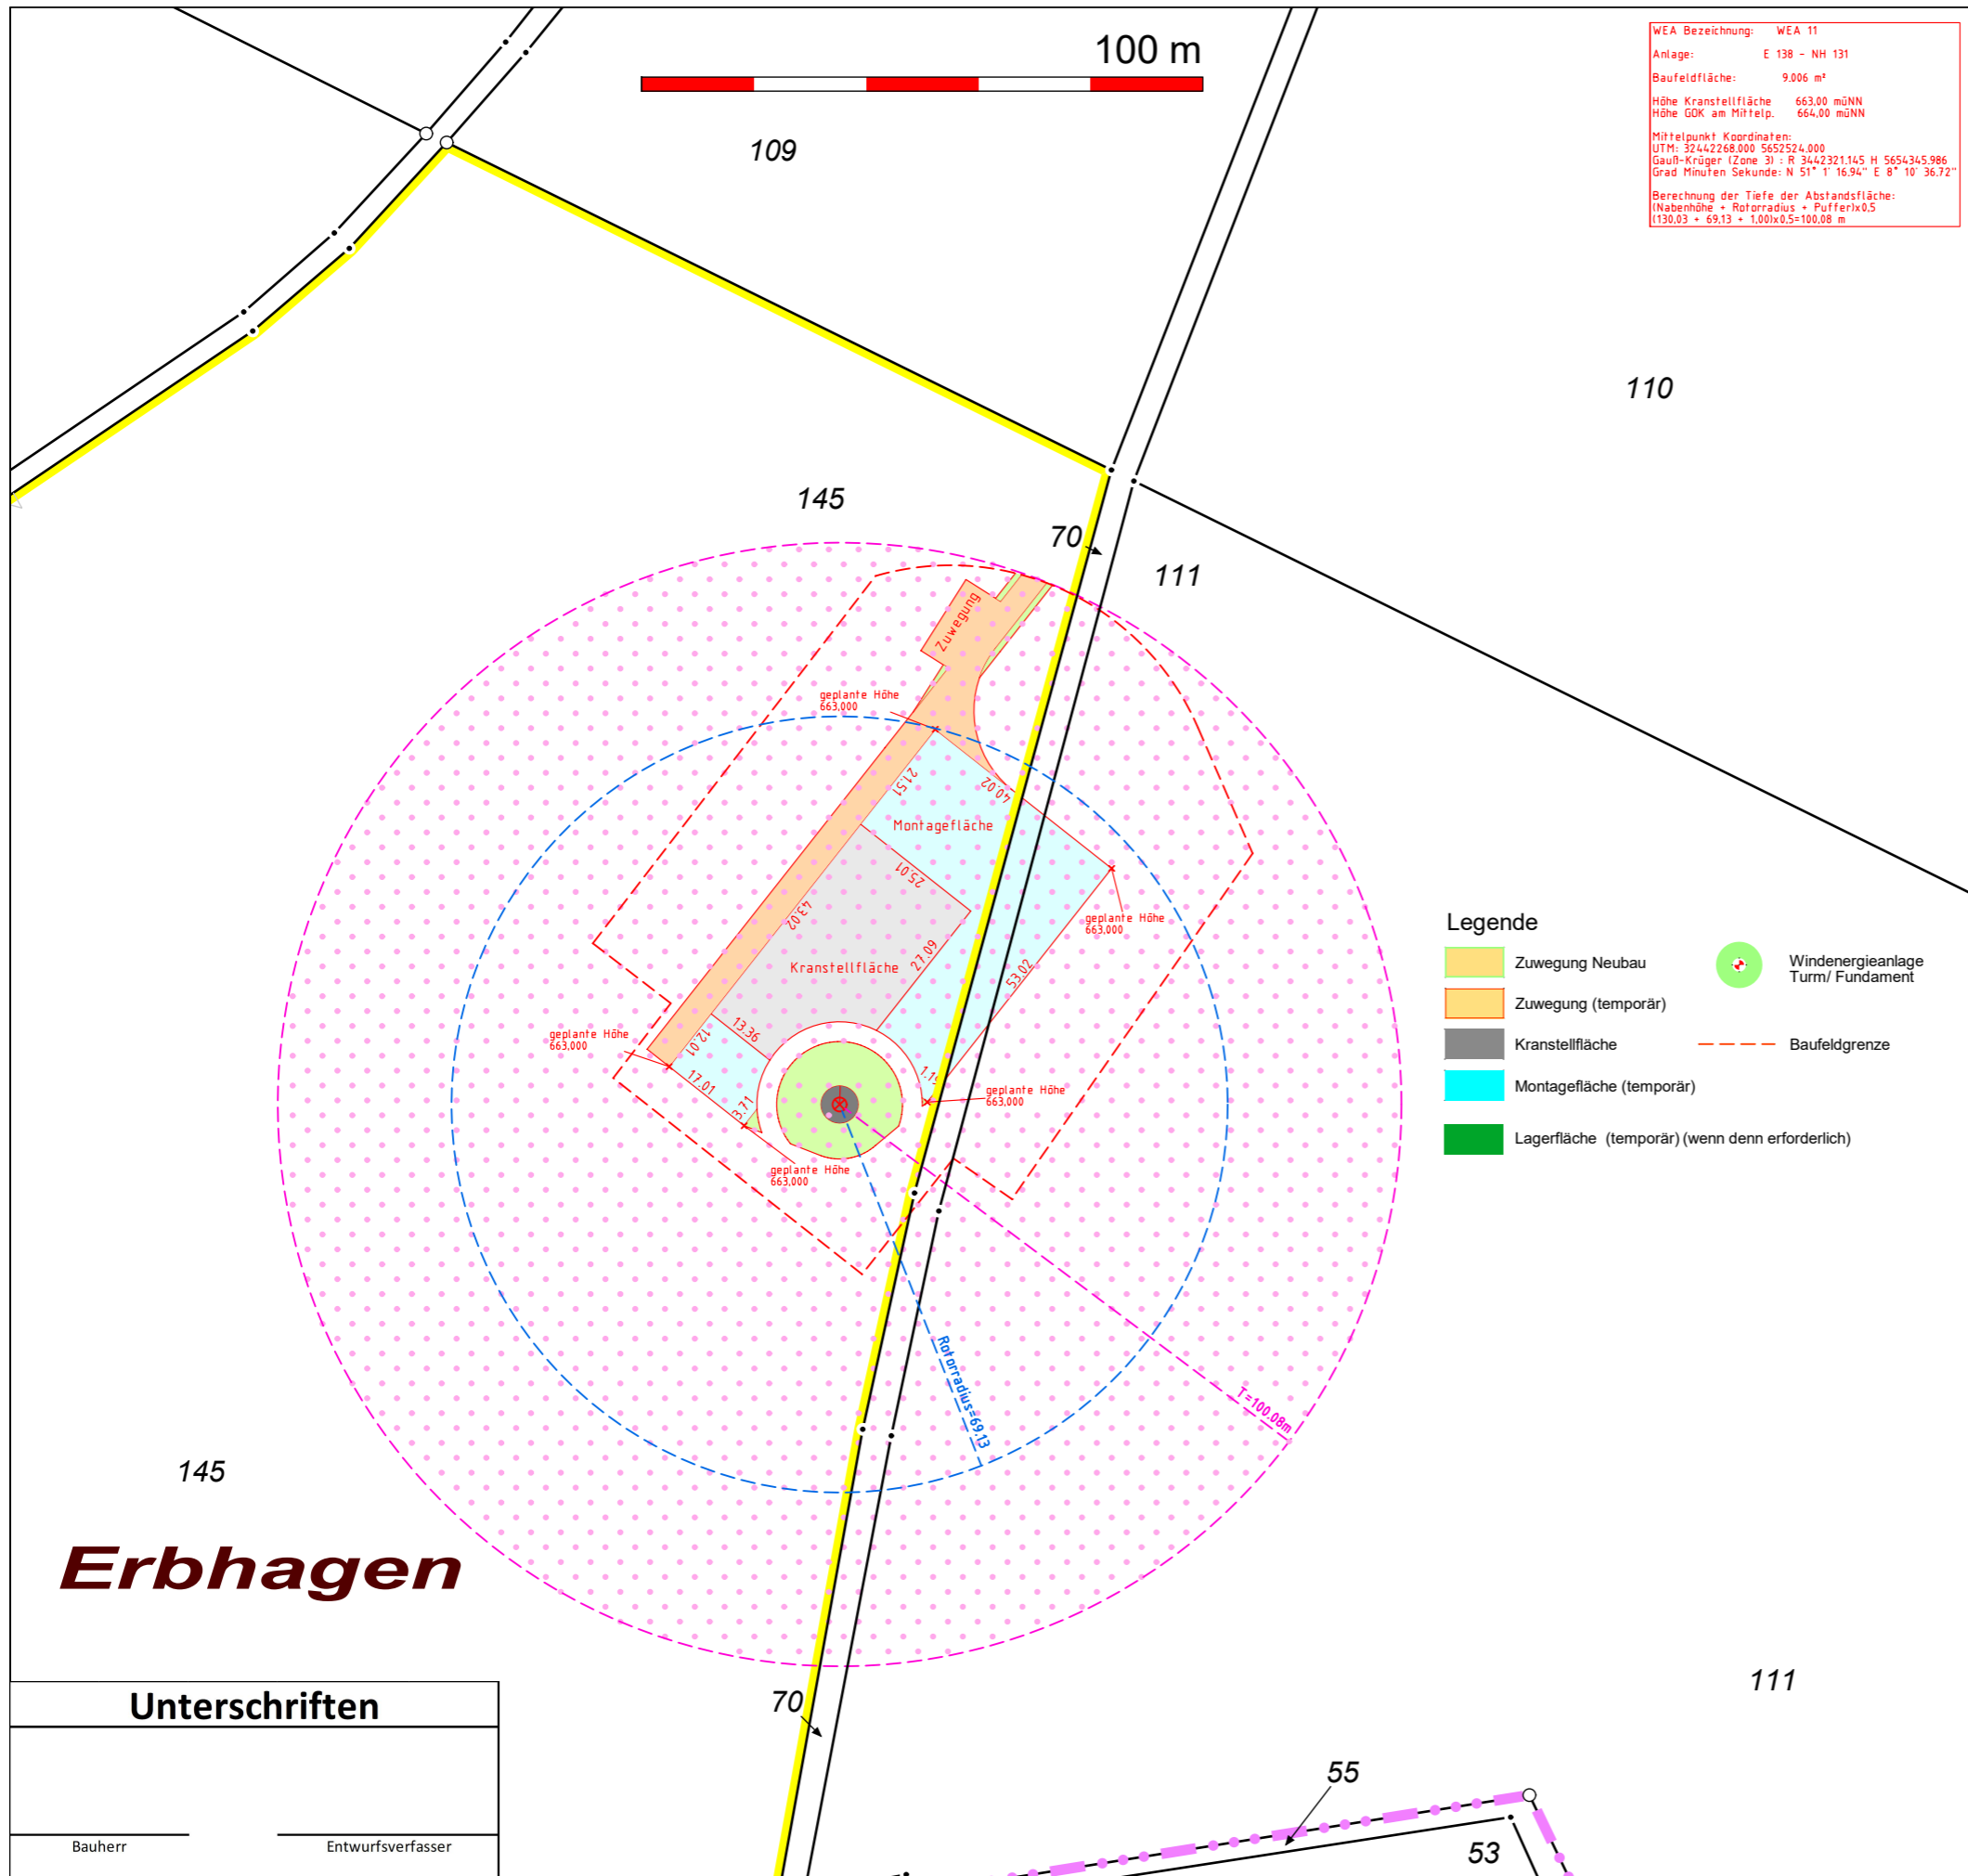 100 m
WEA Bezeichnung: WEA 11
Anlage: E 138 - NH 131
Baufeldfläche: 9.006 m²
Höhe Kranstellfläche 663,00 müNN
Höhe GOK am Mittelp. 664,00 müNN
Mittelpunkt Koordinaten:
UTM: 32442268.000 5652524.000
Gauß-Krüger (Zone 3) : R 3442321.145 H 5654345.986
Grad Minuten Sekunde: N 51° 1' 16.94" E 8° 10' 36.72"
Berechnung der Tiefe der Abstandsfläche:
(Nabenhöhe + Rotorradius + Puffer)x0.5
(130,03 + 69,13 + 1,00)x0.5=100,08 m
109
110
145
70
111
Zuwegung
geplante Höhe
663,000
21.51
40.02
Montagefläche
25.01
geplante Höhe
663,000
43.02
27.09
Kranstellfläche
53.02
geplante Höhe
663,000
12.01
13.36
17.01
3.71
1.19
geplante Höhe
663,000
geplante Höhe
663,000
Rotorradius=69,13
T=100.08m
Legende
Zuwegung Neubau
Zuwegung (temporär)
Kranstellfläche
Montagefläche (temporär)
Lagerfläche (temporär) (wenn denn erforderlich)
Windenergieanlage
Turm/ Fundament
Baufeldgrenze
145
Erbhagen
111
70
55
53
Unterschriften
Bauherr
Entwurfsverfasser